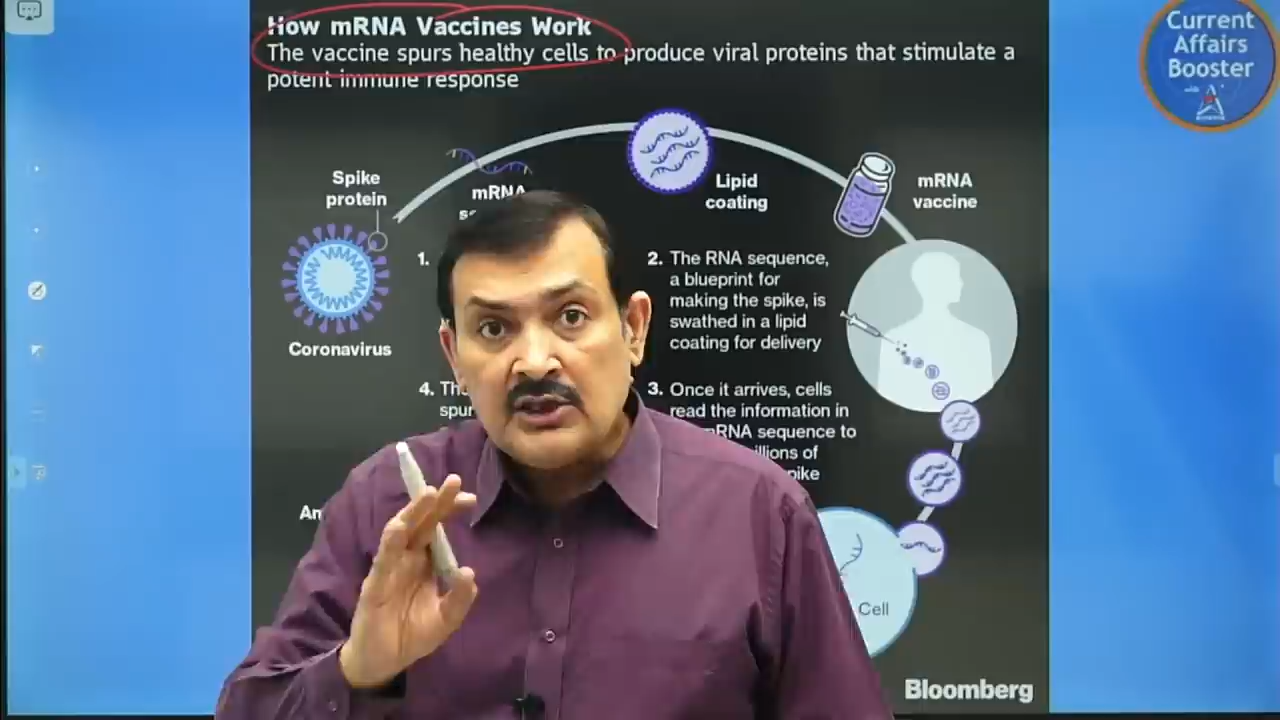 How mRNA Vaccines Work
The vaccine spurs healthy cells to produce viral proteins that stimulate a
potent immune response
Current
Affairs
Booster
Spike
protein
mRNA
Lipid
coating
mRNA
vaccine
Coronavirus
1.
2. The RNA sequence,
a blueprint for
making the spike, is
swathed in a lipid
coating for delivery
3. Once it arrives, cells
read the information in
mRNA sequence to
4.
Cell
Bloomberg